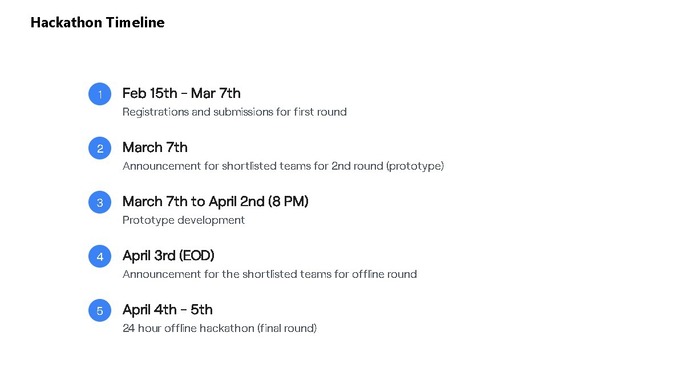 Hackathon Timeline
1
Feb 15th - Mar 7th
Registrations and submissions for first round
2
March 7th
Announcement for shortlisted teams for 2nd round (prototype)
3
March 7th to April 2nd (8 PM)
Prototype development
4
April 3rd (EOD)
Announcement for the shortlisted teams for offline round
5
April 4th - 5th
24 hour offline hackathon (final round)